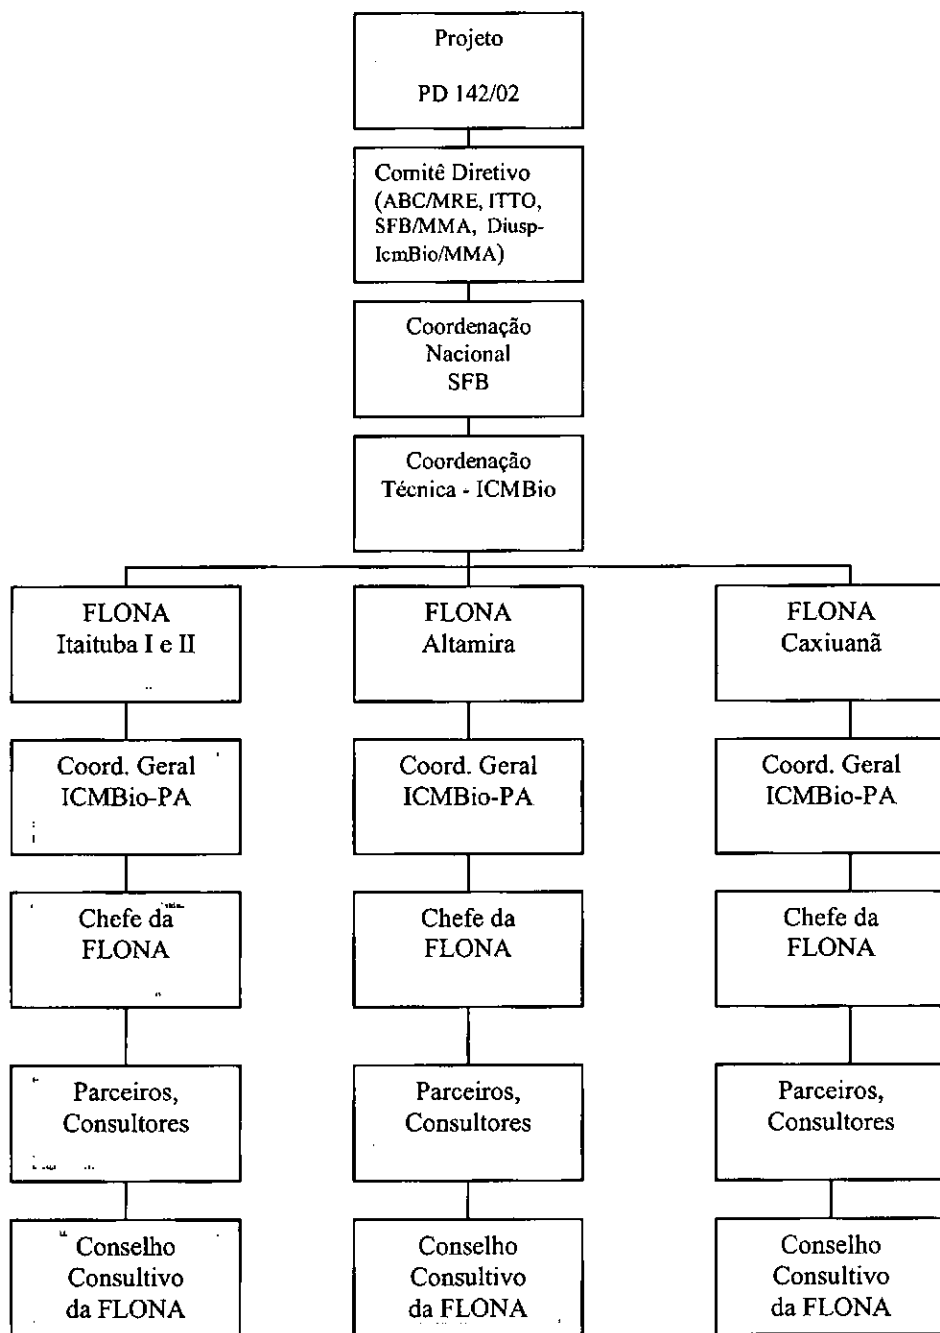 Projeto
PD 142/02
Comitê Diretivo
(ABC/MRE, ITTO,
SFB/MMA, Diusp-
IcmBio/MMA)
Coordenação
Nacional
SFB
Coordenação
Técnica - ICMBio
FLONA
Itaituba I e II
FLONA
Altamira
FLONA
Caxiuanã
Coord. Geral
ICMBio-PA
Coord. Geral
ICMBio-PA
Coord. Geral
ICMBio-PA
Chefe da
FLONA
Chefe da
FLONA
Chefe da
FLONA
Parceiros,
Consultores
Parceiros,
Consultores
Parceiros,
Consultores
Conselho
Consultivo
da FLONA
Conselho
Consultivo
da FLONA
Conselho
Consultivo
da FLONA